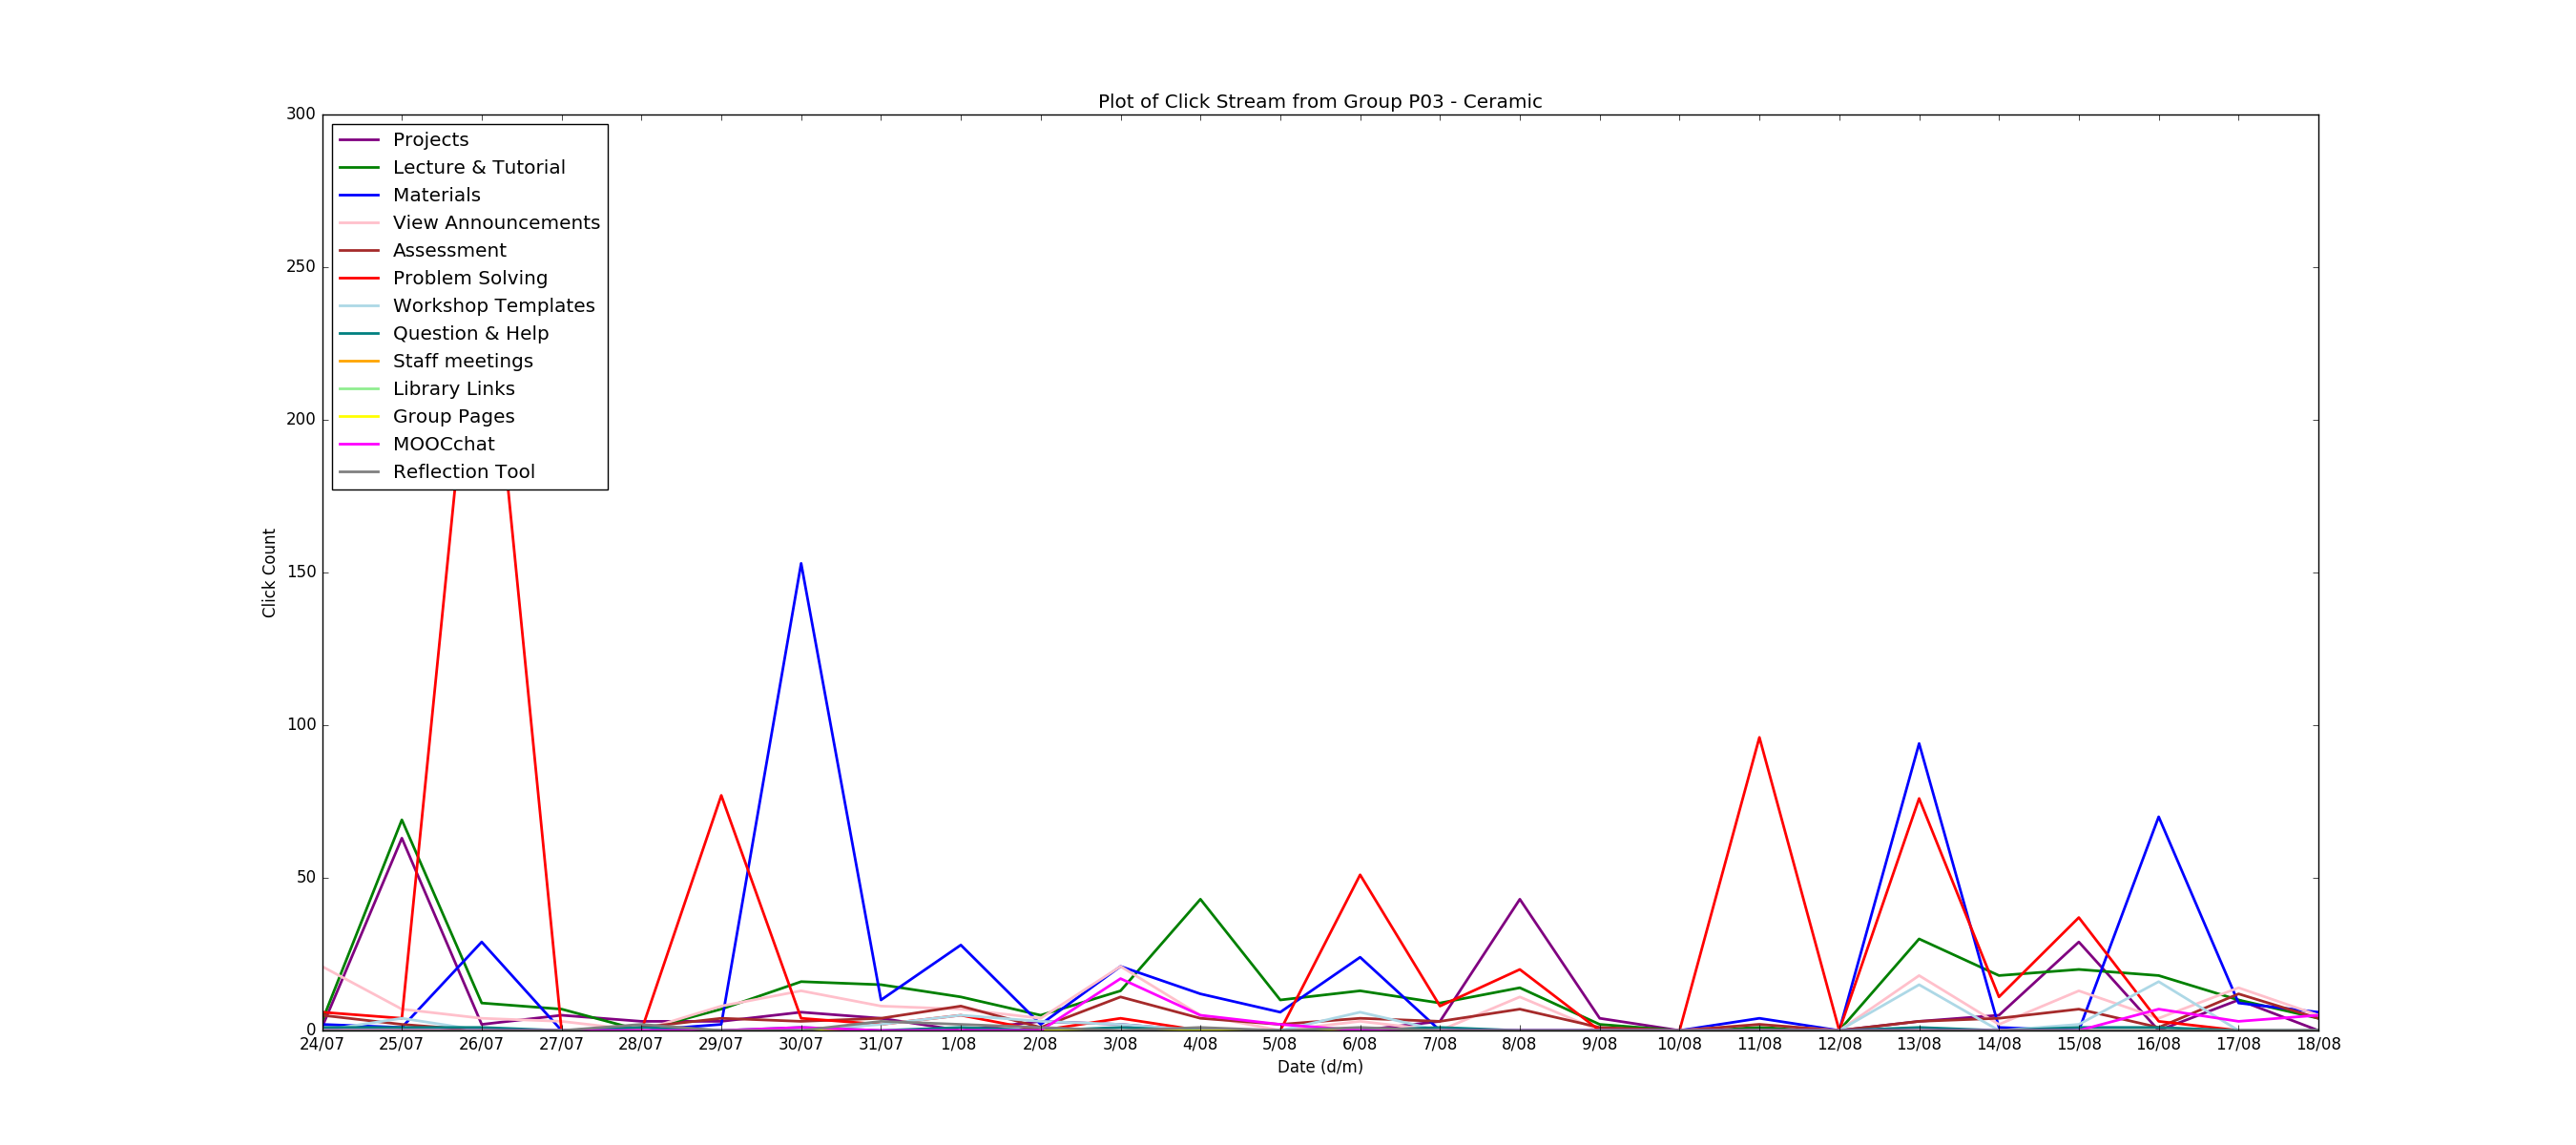 Plot of Click Stream from Group P03 - Ceramic
300
250
200
150
100
50
0
Click Count
Projects
Lecture & Tutorial
Materials
View Announcements
Assessment
Problem Solving
Workshop Templates
Question & Help
Staff meetings
Library Links
Group Pages
MOOCchat
Reflection Tool
24/07 25/07 26/07 27/07 28/07 29/07 30/07 31/07 1/08 2/08 3/08 4/08 5/08 6/08 7/08 8/08 9/08 10/08 11/08 12/08 13/08 14/08 15/08 16/08 17/08 18/08
Date (d/m)